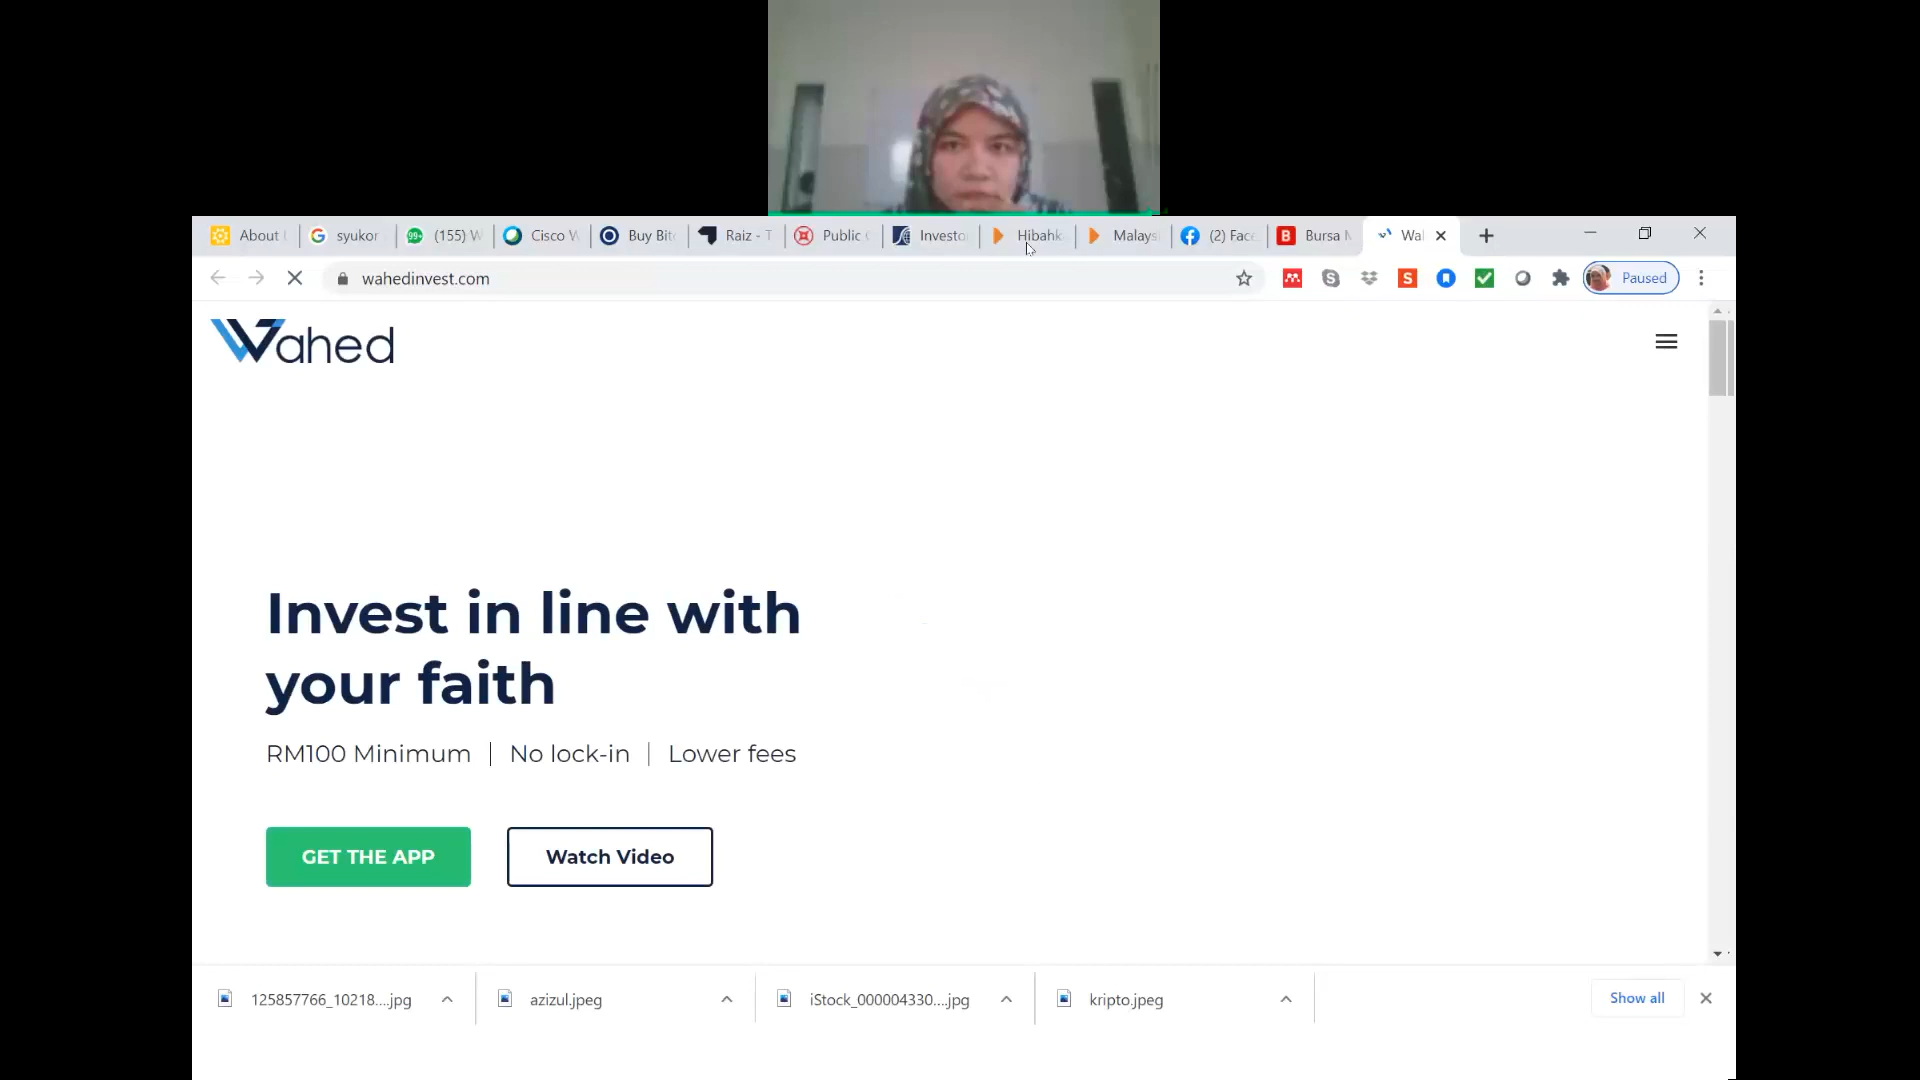 About
syukor
99+
(155) W
Cisco W
Buy Bit
Raiz - T
Public
Investo
Hibahk
Malays
(2) Face
B
Bursa M
Wal
wahedinvest.com
S
S
Paused
Wahed
Invest in line with
your faith
RM100 Minimum | No lock-in | Lower fees
GET THE APP
Watch Video
125857766_10218....jpg
azizul.jpeg
iStock_000004330....jpg
kripto.jpeg
Show all